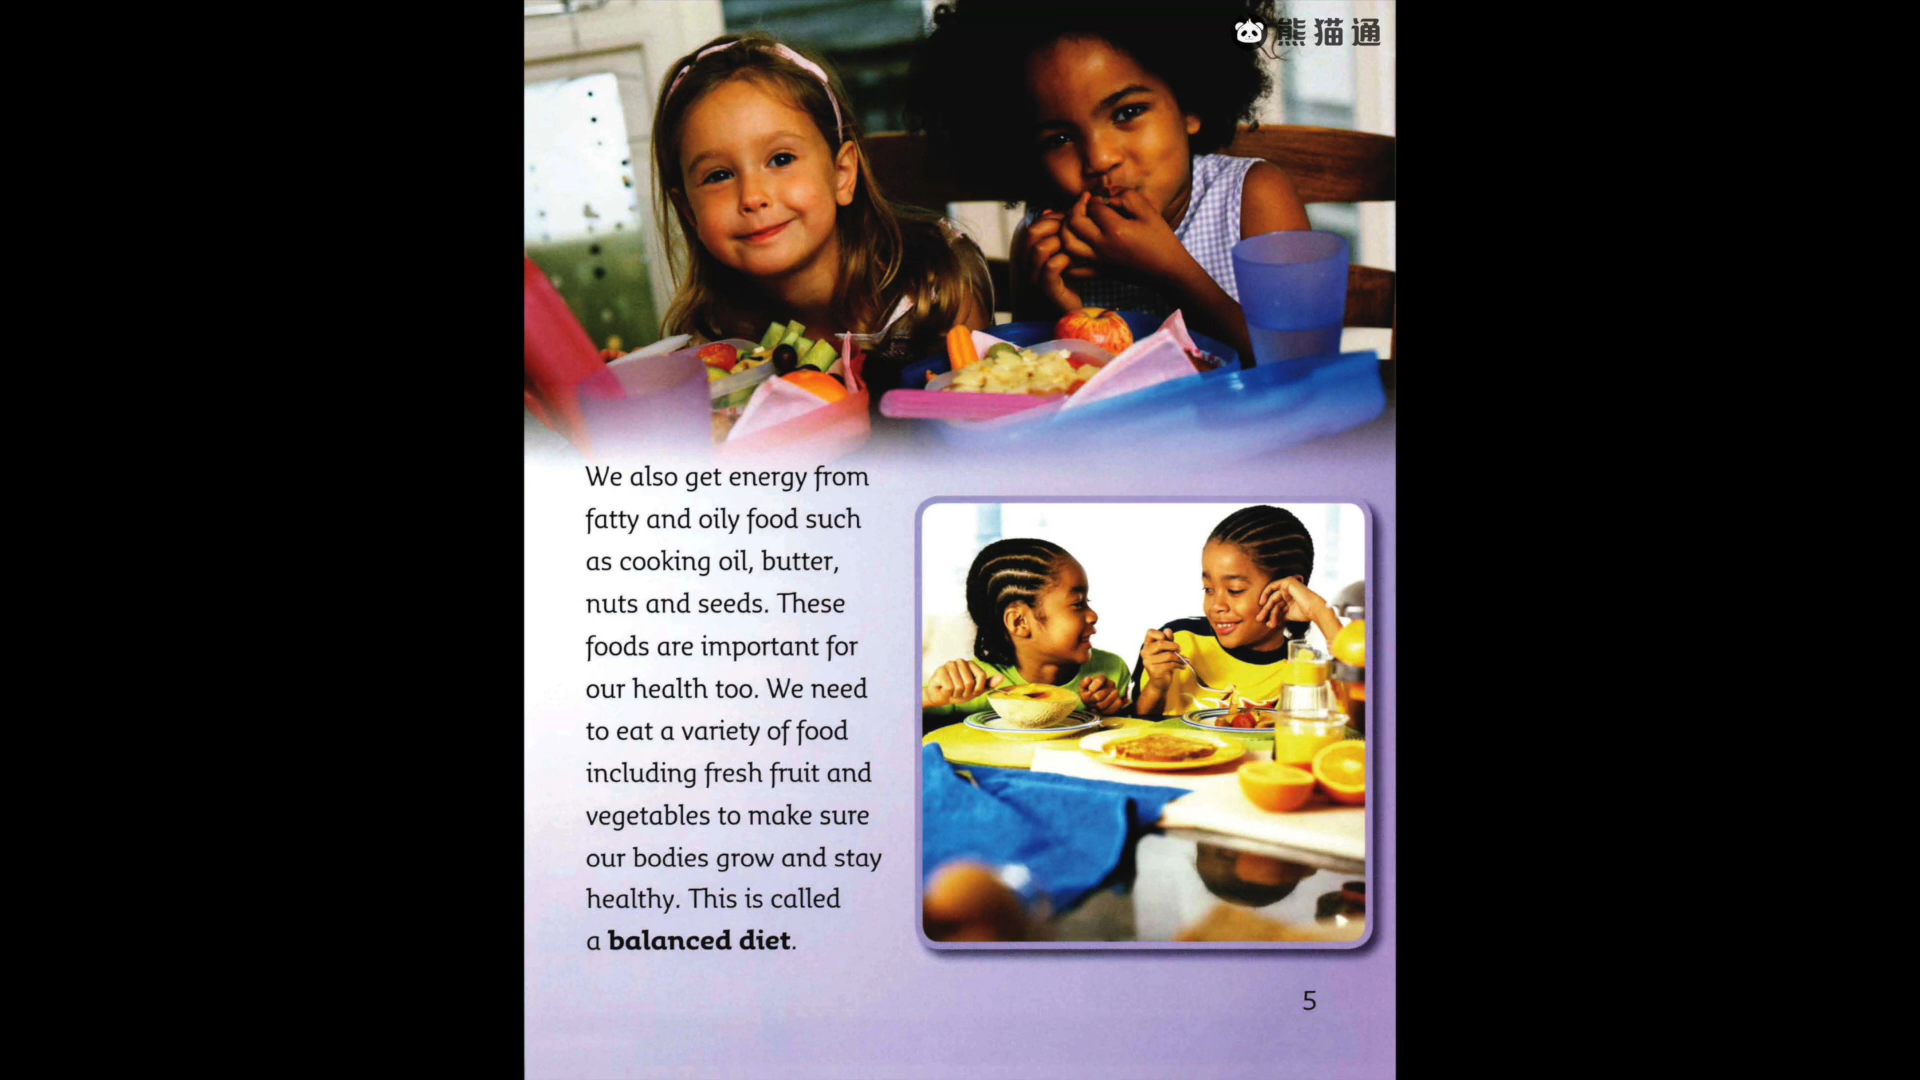 熊猫通
We also get energy from
fatty and oily food such
as cooking oil, butter,
nuts and seeds. These
foods are important for
our health too. We need
to eat a variety of food
including fresh fruit and
vegetables to make sure
our bodies grow and stay
healthy. This is called
a balanced diet.
5